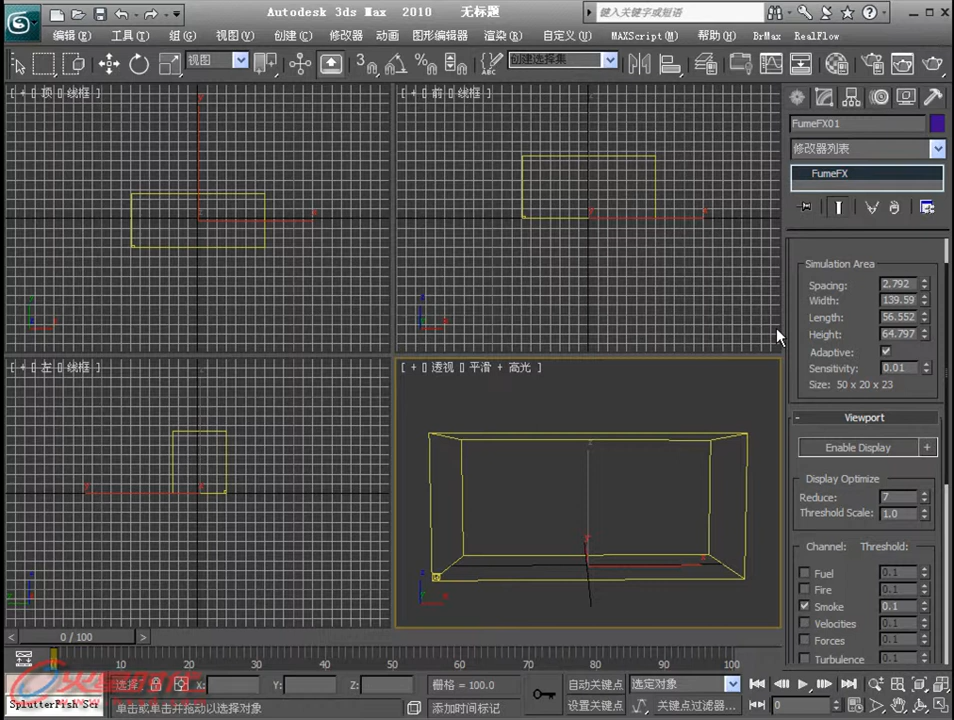 Autodesk 3ds Max 2010 无标题
键入关键字或短语
编辑(E) 工具(T) 组(G) 视图(V) 创建(C) 修改器 动画 图形编辑器 渲染(R) 自定义(U) MAXScript(M) 帮助(H) BrMax RealFlow
视图 3 创建选择集
[ + [] 顶 [] 线框 ]
[ + [] 前 [] 线框 ]
FumeFX01
修改器列表
FumeFX
Simulation Area
Spacing: 2.792
Width: 139.59
Length: 56.552
Height: 64.797
Adaptive:
Sensitivity: 0.01
Size: 50 x 20 x 23
[ + [] 左 [] 线框 ]
[ + [] 透视 [] 平滑 + 高光 ]
- Viewport
Enable Display +
Display Optimize
Reduce: 7
Threshold Scale: 1.0
Channel: Threshold:
Fuel 0.1
Fire 0.1
Smoke 0.1
Velocities 0.1
Forces 0.1
Turbulence 0.1
< 0 / 100 >
10 20 30 40 50 60 70 80 90 100
X: Y: Z: 栅格 = 100.0 自动关键点 选定对象
SplutterFish Scr 单击或单击并拖动以选择对象 添加时间标记 设置关键点 关键点过滤器... 0